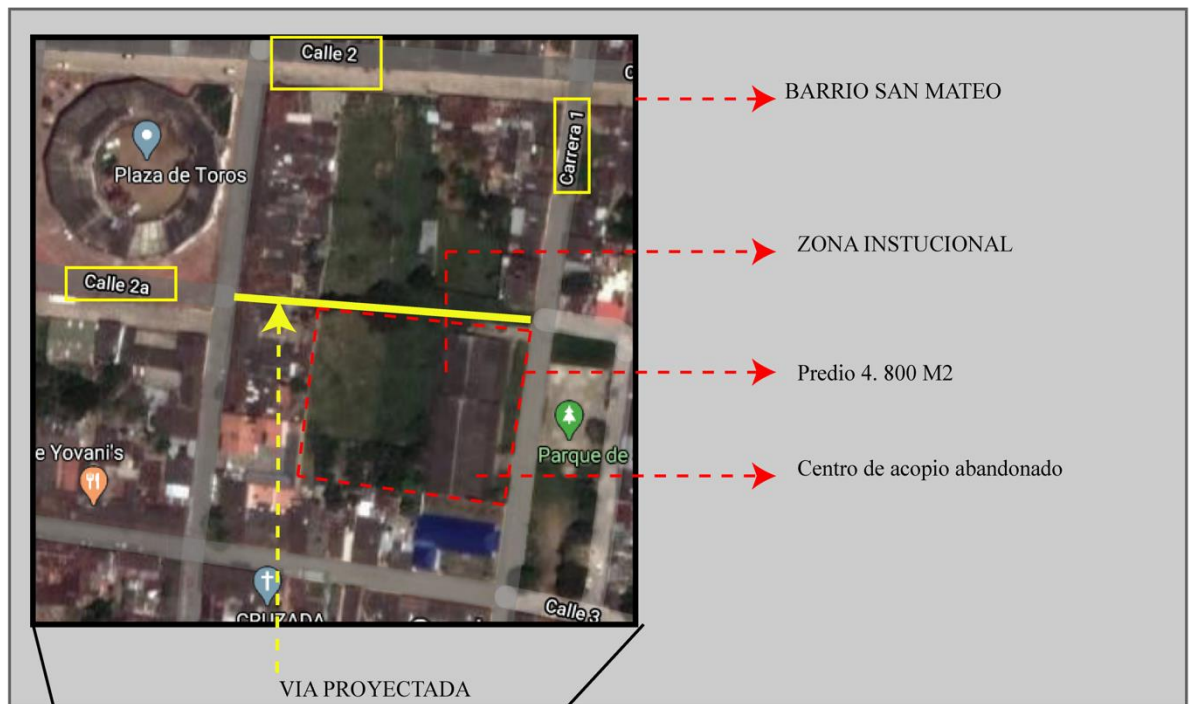 Calle 2
BARRIO SAN MATEO
Carrera 1
Plaza de Toros
ZONA INSTUCIONAL
Calle 2a
Predio 4. 800 M2
e Yovani's
Parque de
Centro de acopio abandonado
CRUZADA
Calle 3
VIA PROYECTADA